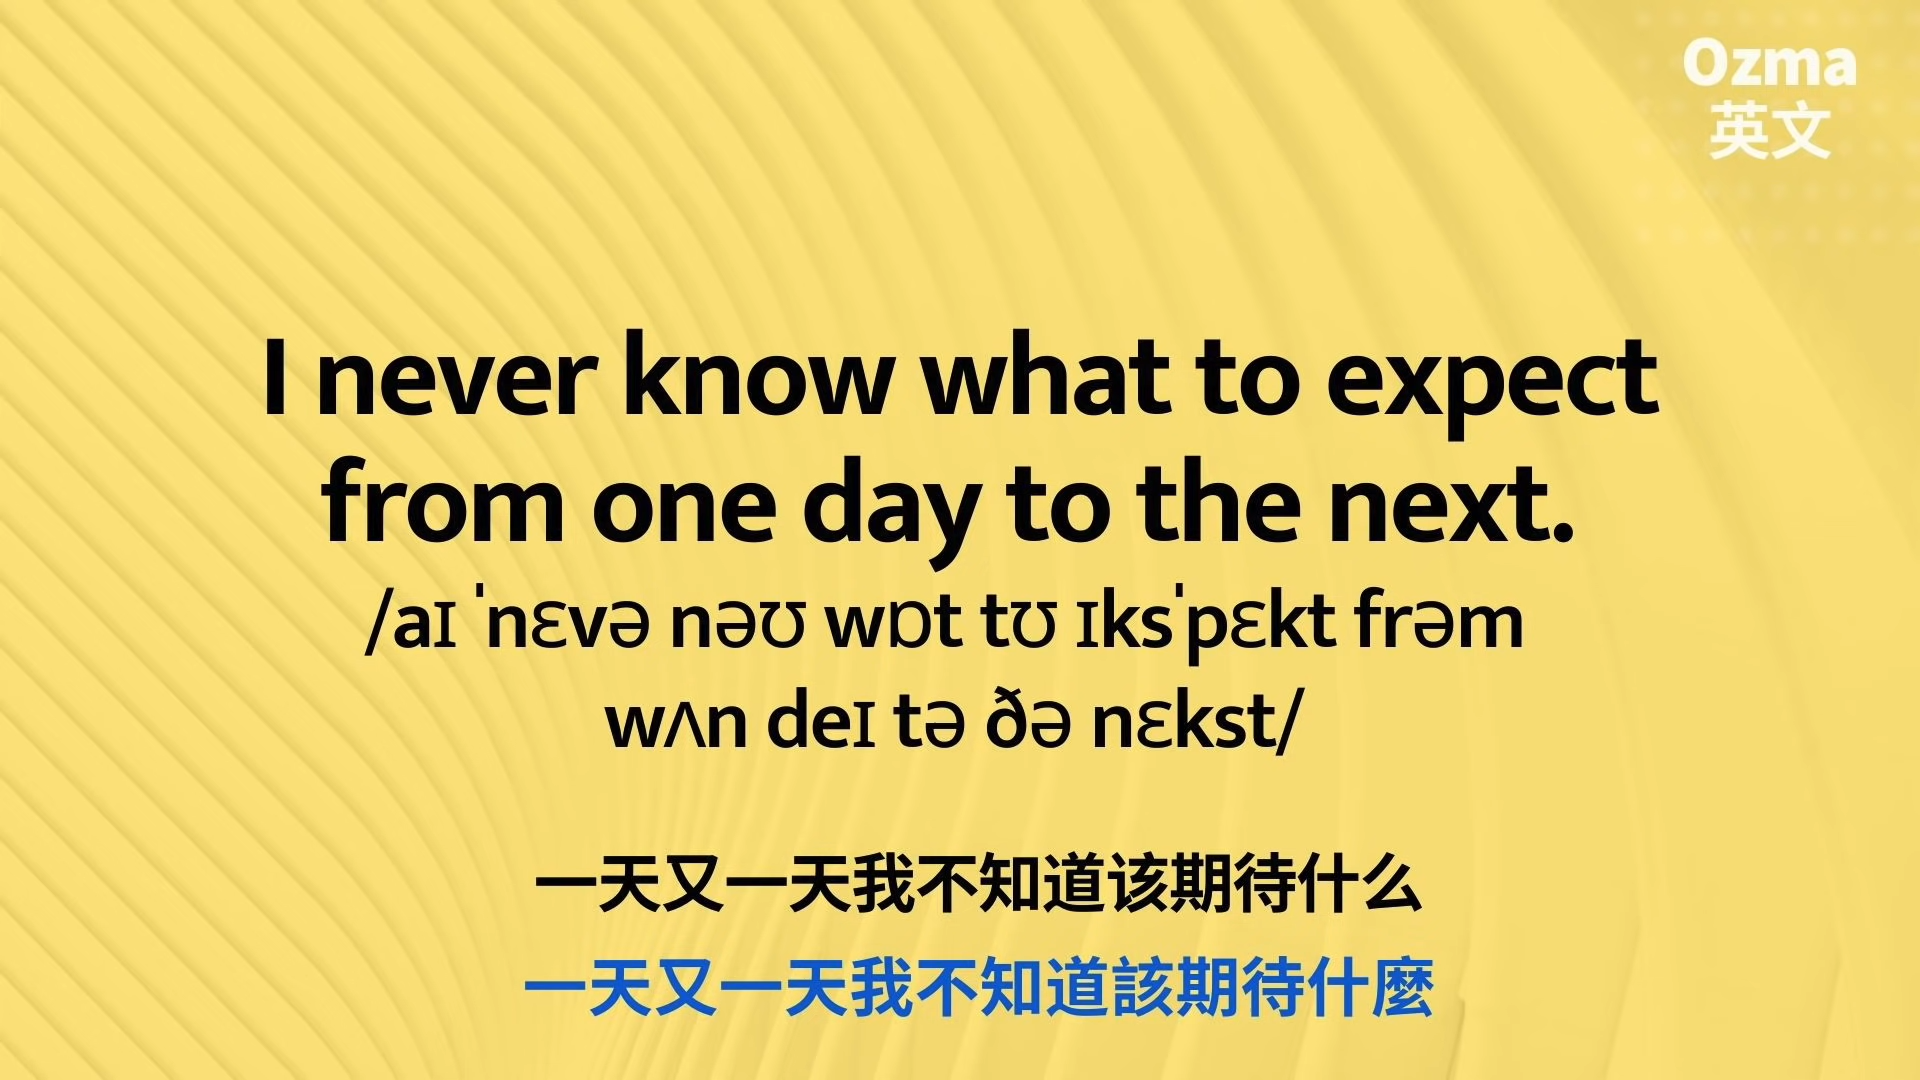 Ozma
英文
I never know what to expect
from one day to the next.
/aɪ ˈnɛvə nəʊ wɒt tʊ ɪksˈpɛkt frəm
wʌn deɪ tə ðə nɛkst/
一天又一天我不知道该期待什么
一天又一天我不知道該期待什麼